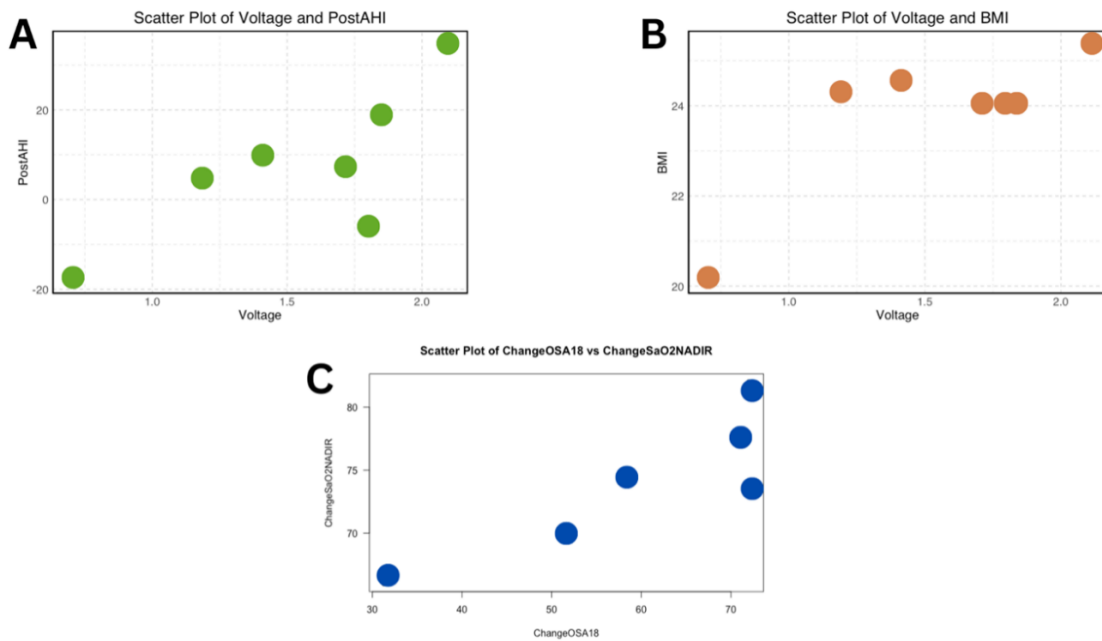 A
Scatter Plot of Voltage and PostAHI
PostAHI
20
0
-20
1.0 1.5 2.0
Voltage
B
Scatter Plot of Voltage and BMI
BMI
24
22
20
1.0 1.5 2.0
Voltage
C
Scatter Plot of ChangeOSA18 vs ChangeSaO2NADIR
ChangeSaO2NADIR
80
75
70
30 40 50 60 70
ChangeOSA18